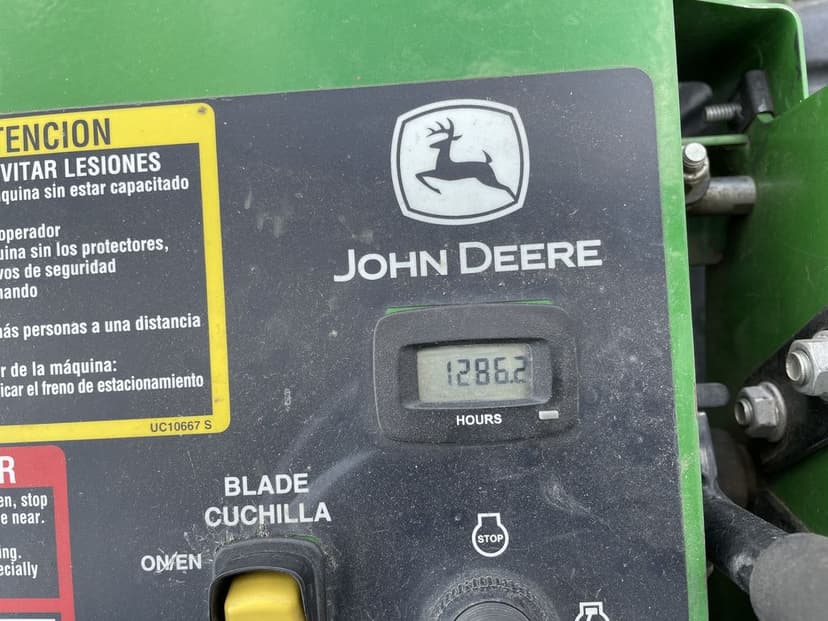 TENCION
VITAR LESIONES
quina sin estar capacitado
operador
uina sin los protectores,
vos de seguridad
nando
nás personas a una distancia
r de la máquina:
icar el freno de estacionamiento
UC10667 S
JOHN DEERE
1286.2
HOURS
R
en, stop
e near.
ing.
ecially
BLADE
CUCHILLA
ON/EN
STOP